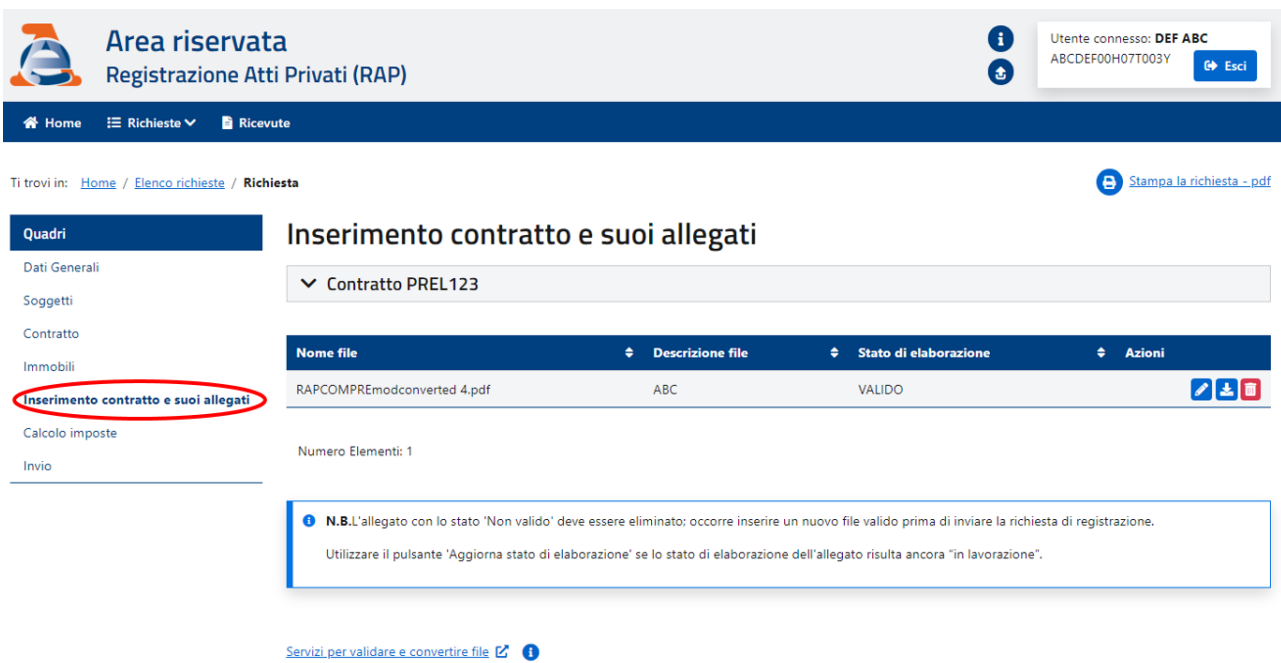 Area riservata
Registrazione Atti Privati (RAP)
Utente connesso: DEF ABC
ABCDEF00H07T003Y
Esci
Home Richieste Ricevute
Ti trovi in: Home / Elenco richieste / Richiesta
Stampa la richiesta - pdf
Quadri
Dati Generali
Soggetti
Contratto
Immobili
Inserimento contratto e suoi allegati
Calcolo imposte
Invio
Inserimento contratto e suoi allegati
Contratto PREL123
Nome file Descrizione file Stato di elaborazione Azioni
RAPCOMPREmodconverted 4.pdf ABC VALIDO
Numero Elementi: 1
N.B.L'allegato con lo stato 'Non valido' deve essere eliminato; occorre inserire un nuovo file valido prima di inviare la richiesta di registrazione.
Utilizzare il pulsante 'Aggiorna stato di elaborazione' se lo stato di elaborazione dell'allegato risulta ancora "in lavorazione".
Servizi per validare e convertire file